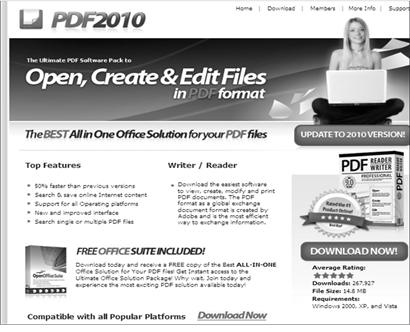 PDF2010
Home | Download | Members | More Info | Support
The Ultimate PDF Software Pack to
Open, Create & Edit Files
in PDF format
The BEST All in One Office Solution for your PDF files
UPDATE TO 2010 VERSION!
Top Features
50% faster than previous versions
Search & save online Internet content
Support for all Operating platforms
New and improved interface
Search single or multiple PDF files
Writer / Reader
Download the easiest software
to view, create, modify and print
PDF documents. The PDF
format as a global exchange
document format is created by
Adobe and is the most efficient
way to exchange information.
PDF READER
WRITER
PROFESSIONAL
9.0
Rated the #1
Product Online!
DOWNLOAD NOW!
Average Rating:
Downloads: 267,927
File Size: 14.8 MB
Requirements:
Windows 2000, XP, and Vista
OpenOfficeSuite
FREE OFFICE SUITE INCLUDED!
Download today and receive a FREE copy of the Best ALL-IN-ONE
Office Solution for Your PDF files! Get Instant access to the
Ultimate Office Solution Package! Why wait. Join today and
experience the most exciting PDF solution available today!
Compatible with all Popular Platforms
Download Now